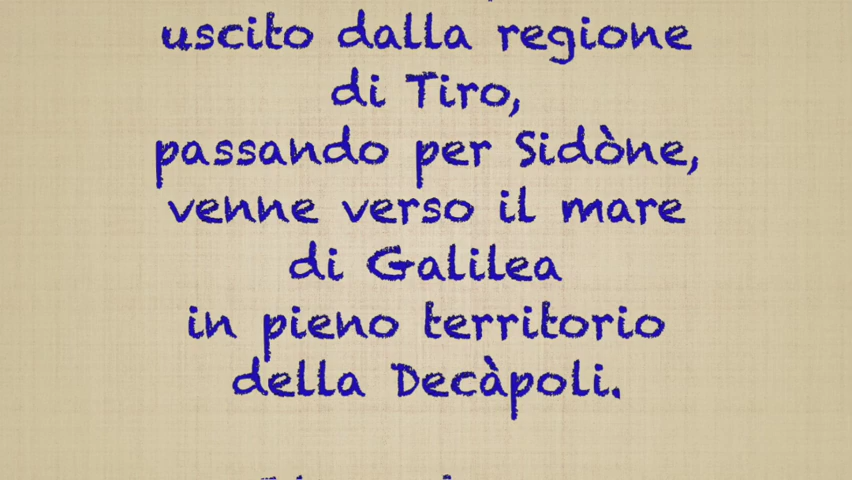 uscito dalla regione
di Tiro,
passando per Sidòne,
venne verso il mare
di Galilea
in pieno territorio
della Decàpoli.